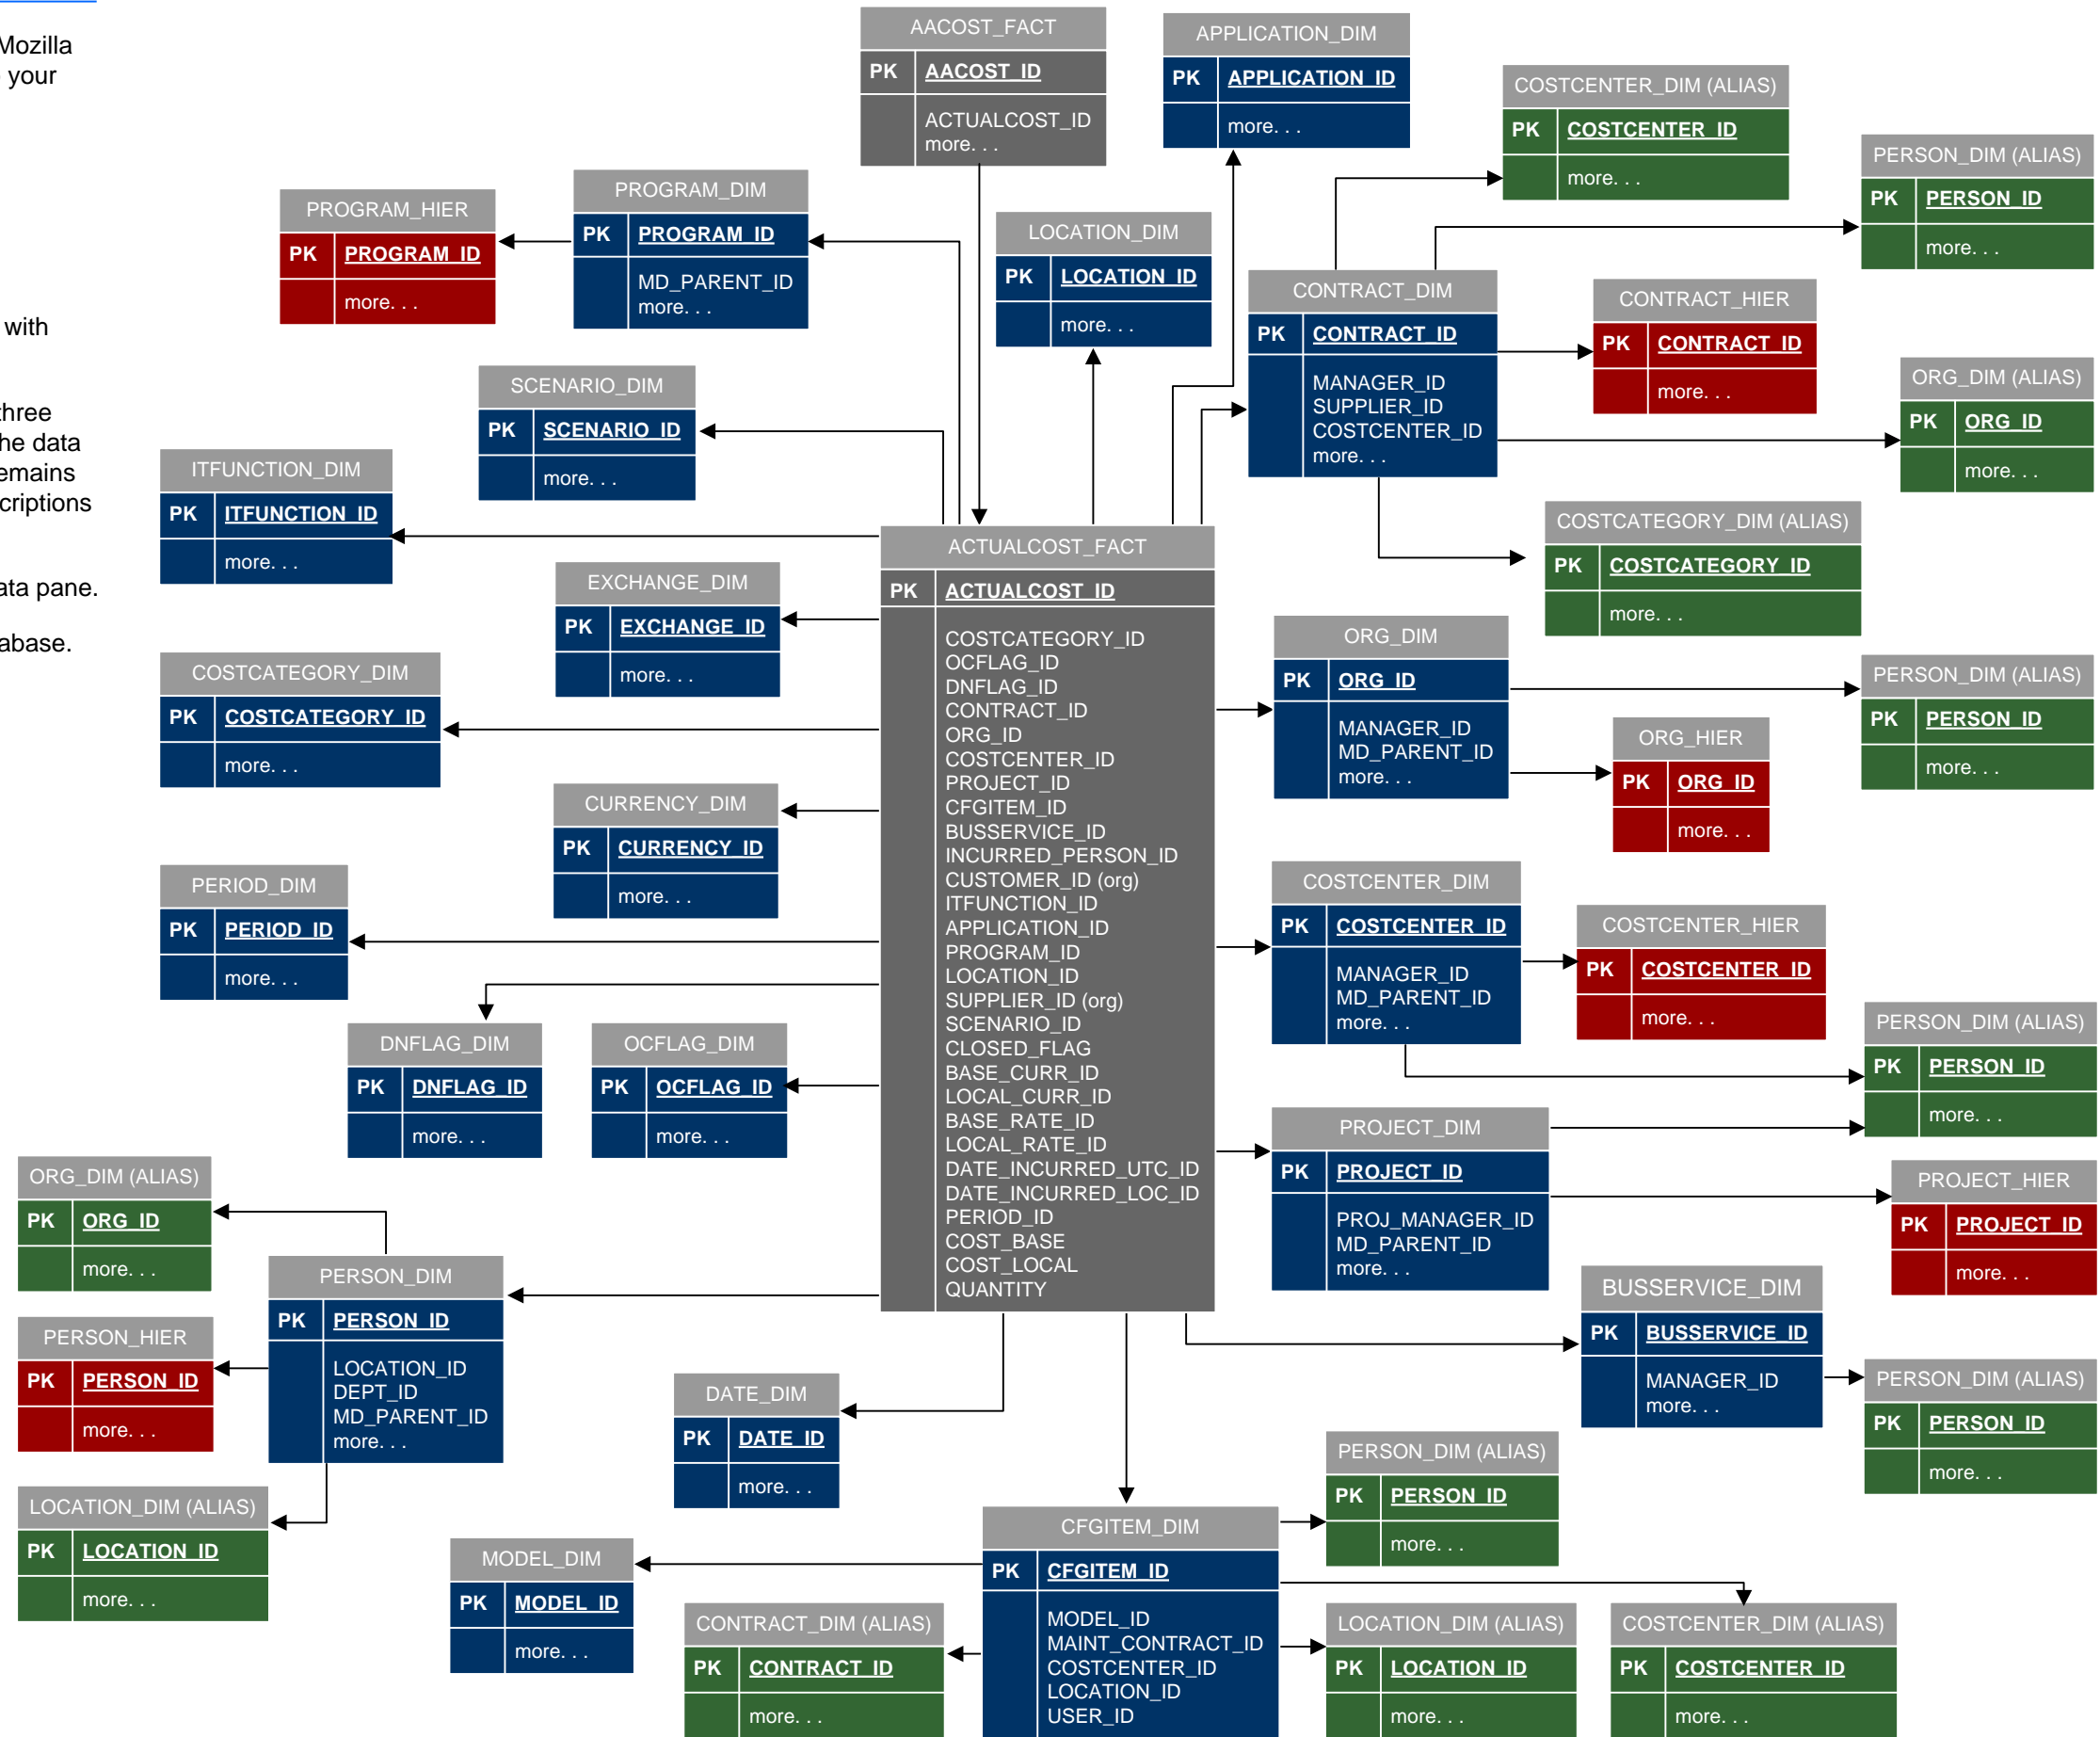 Mozilla
your
with
three
he data
emains
criptions
ata pane.
abase.
AACOST_FACT
PK AACOST_ID
ACTUALCOST_ID
more. . .
APPLICATION_DIM
PK APPLICATION_ID
more. . .
COSTCENTER_DIM (ALIAS)
PK COSTCENTER_ID
more. . .
PERSON_DIM (ALIAS)
PK PERSON_ID
more. . .
PROGRAM_HIER
PK PROGRAM_ID
more. . .
PROGRAM_DIM
PK PROGRAM_ID
MD_PARENT_ID
more. . .
LOCATION_DIM
PK LOCATION_ID
more. . .
CONTRACT_DIM
PK CONTRACT_ID
MANAGER_ID
SUPPLIER_ID
COSTCENTER_ID
more. . .
CONTRACT_HIER
PK CONTRACT_ID
more. . .
ORG_DIM (ALIAS)
PK ORG_ID
more. . .
SCENARIO_DIM
PK SCENARIO_ID
more. . .
ITFUNCTION_DIM
PK ITFUNCTION_ID
more. . .
COSTCATEGORY_DIM (ALIAS)
PK COSTCATEGORY_ID
more. . .
EXCHANGE_DIM
PK EXCHANGE_ID
more. . .
ACTUALCOST_FACT
PK ACTUALCOST_ID
COSTCATEGORY_ID
OCFLAG_ID
DNFLAG_ID
CONTRACT_ID
ORG_ID
COSTCENTER_ID
PROJECT_ID
CFGITEM_ID
BUSSERVICE_ID
INCURRED_PERSON_ID
CUSTOMER_ID (org)
ITFUNCTION_ID
APPLICATION_ID
PROGRAM_ID
LOCATION_ID
SUPPLIER_ID (org)
SCENARIO_ID
CLOSED_FLAG
BASE_CURR_ID
LOCAL_CURR_ID
BASE_RATE_ID
LOCAL_RATE_ID
DATE_INCURRED_UTC_ID
DATE_INCURRED_LOC_ID
PERIOD_ID
COST_BASE
COST_LOCAL
QUANTITY
ORG_DIM
PK ORG_ID
MANAGER_ID
MD_PARENT_ID
more. . .
PERSON_DIM (ALIAS)
PK PERSON_ID
more. . .
ORG_HIER
PK ORG_ID
more. . .
COSTCATEGORY_DIM
PK COSTCATEGORY_ID
more. . .
CURRENCY_DIM
PK CURRENCY_ID
more. . .
PERIOD_DIM
PK PERIOD_ID
more. . .
COSTCENTER_DIM
PK COSTCENTER_ID
MANAGER_ID
MD_PARENT_ID
more. . .
COSTCENTER_HIER
PK COSTCENTER_ID
more. . .
PERSON_DIM (ALIAS)
PK PERSON_ID
more. . .
DNFLAG_DIM
PK DNFLAG_ID
more. . .
OCFLAG_DIM
PK OCFLAG_ID
more. . .
PROJECT_DIM
PK PROJECT_ID
PROJ_MANAGER_ID
MD_PARENT_ID
more. . .
PROJECT_HIER
PK PROJECT_ID
more. . .
ORG_DIM (ALIAS)
PK ORG_ID
more. . .
PERSON_DIM
PK PERSON_ID
LOCATION_ID
DEPT_ID
MD_PARENT_ID
more. . .
PERSON_HIER
PK PERSON_ID
more. . .
LOCATION_DIM (ALIAS)
PK LOCATION_ID
more. . .
BUSSERVICE_DIM
PK BUSSERVICE_ID
MANAGER_ID
more. . .
PERSON_DIM (ALIAS)
PK PERSON_ID
more. . .
DATE_DIM
PK DATE_ID
more. . .
PERSON_DIM (ALIAS)
PK PERSON_ID
more. . .
CFGITEM_DIM
PK CFGITEM_ID
MODEL_ID
MAINT_CONTRACT_ID
COSTCENTER_ID
LOCATION_ID
USER_ID
MODEL_DIM
PK MODEL_ID
more. . .
CONTRACT_DIM (ALIAS)
PK CONTRACT_ID
more. . .
LOCATION_DIM (ALIAS)
PK LOCATION_ID
more. . .
COSTCENTER_DIM (ALIAS)
PK COSTCENTER_ID
more. . .